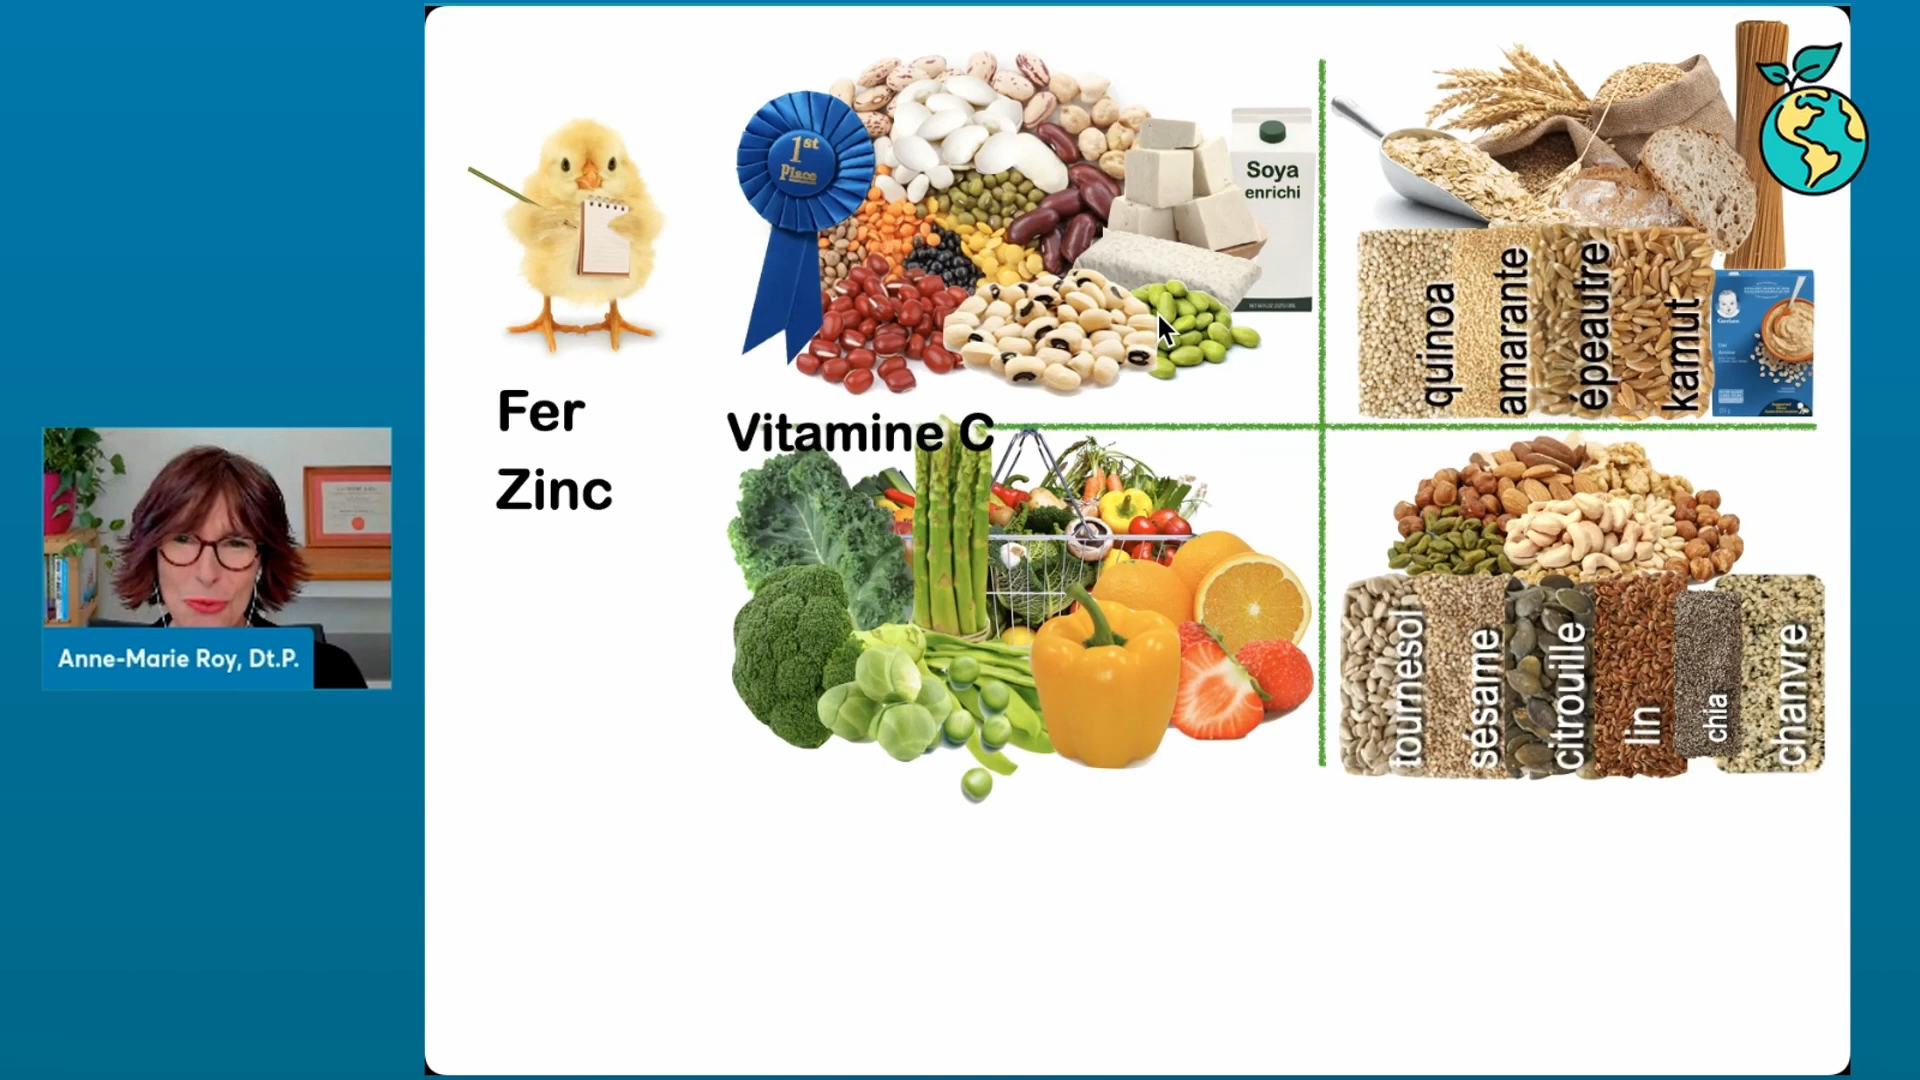 1st
Place
Soya
enrichi
quinoa
amarante
épeautre
kamut
Gerber
Fer
Zinc
Vitamine C
Anne-Marie Roy, Dt.P.
tournesol
sésame
citrouille
lin
chia
chanvre